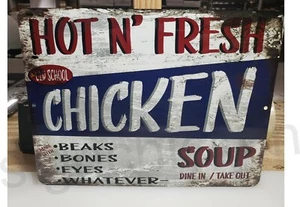 HOT N' FRESH
OLD SCHOOL
CHICKEN
•BEAKS
•BONES
•EYES
•WHATEVER-
SOUP
DINE IN / TAKE OUT